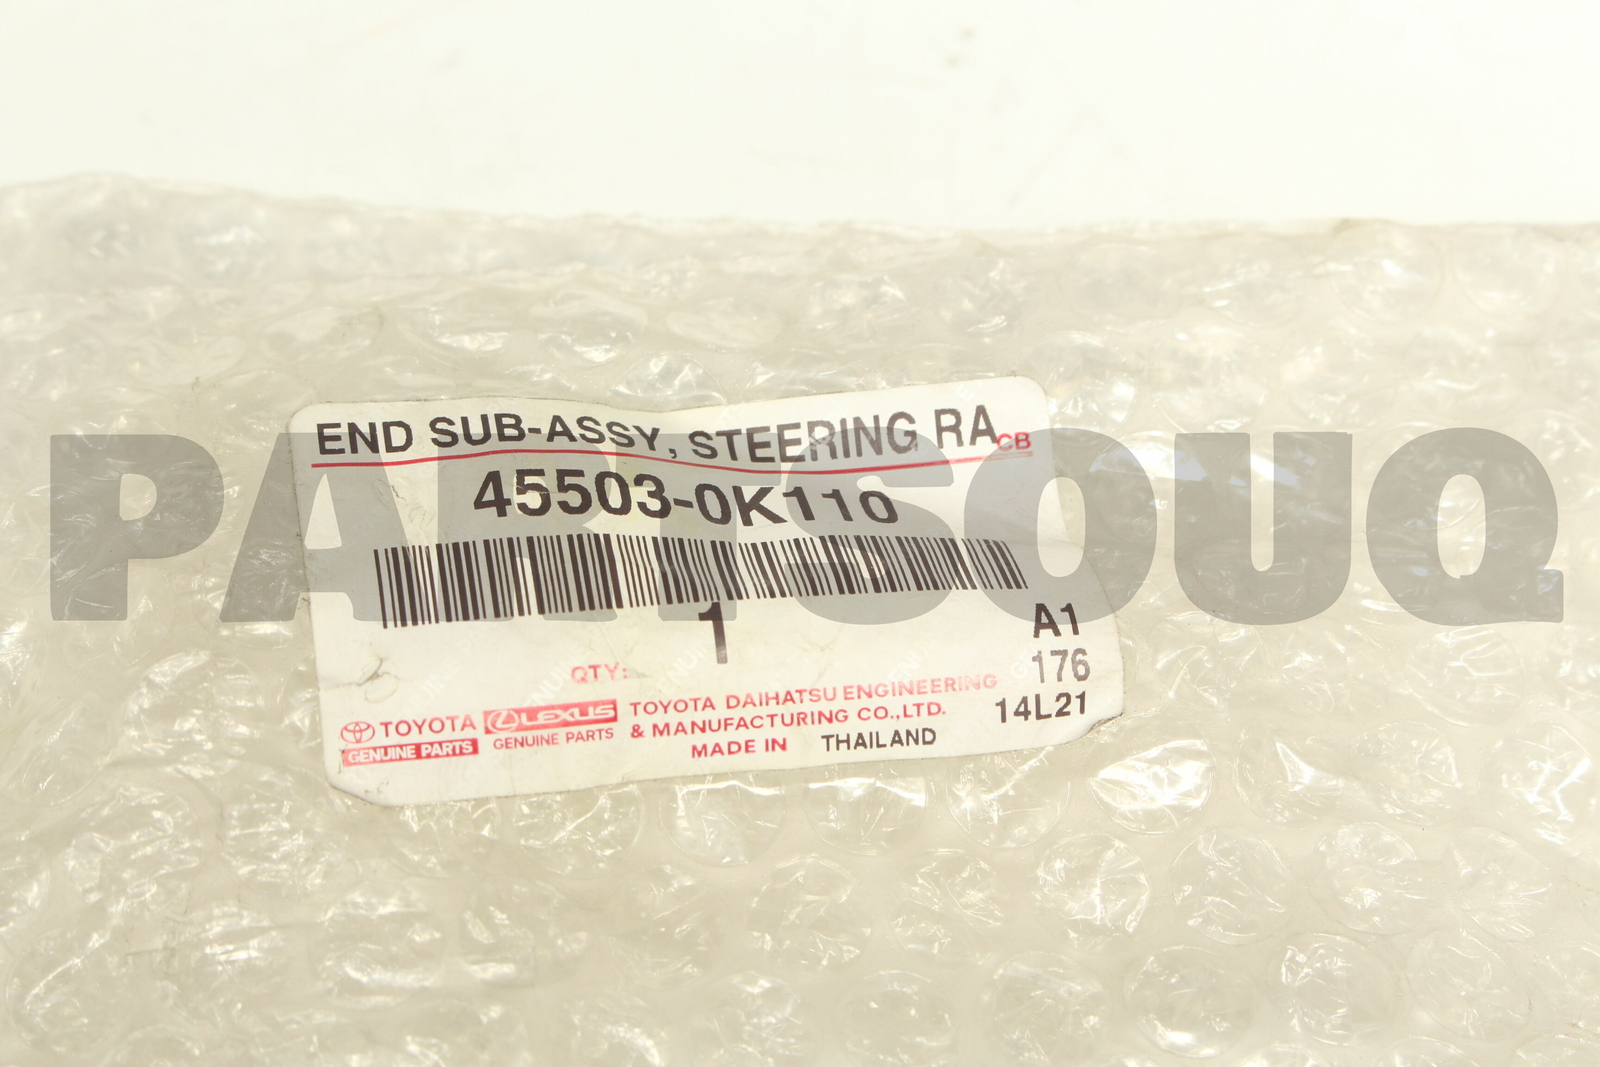 END SUB-ASSY, STEERING RA CB
45503-0K110
PARTSOUQ
1
QTY:
A1
176
14L21
TOYOTA
GENUINE PARTS
LEXUS
GENUINE PARTS
TOYOTA DAIHATSU ENGINEERING
& MANUFACTURING CO.,LTD.
MADE IN THAILAND